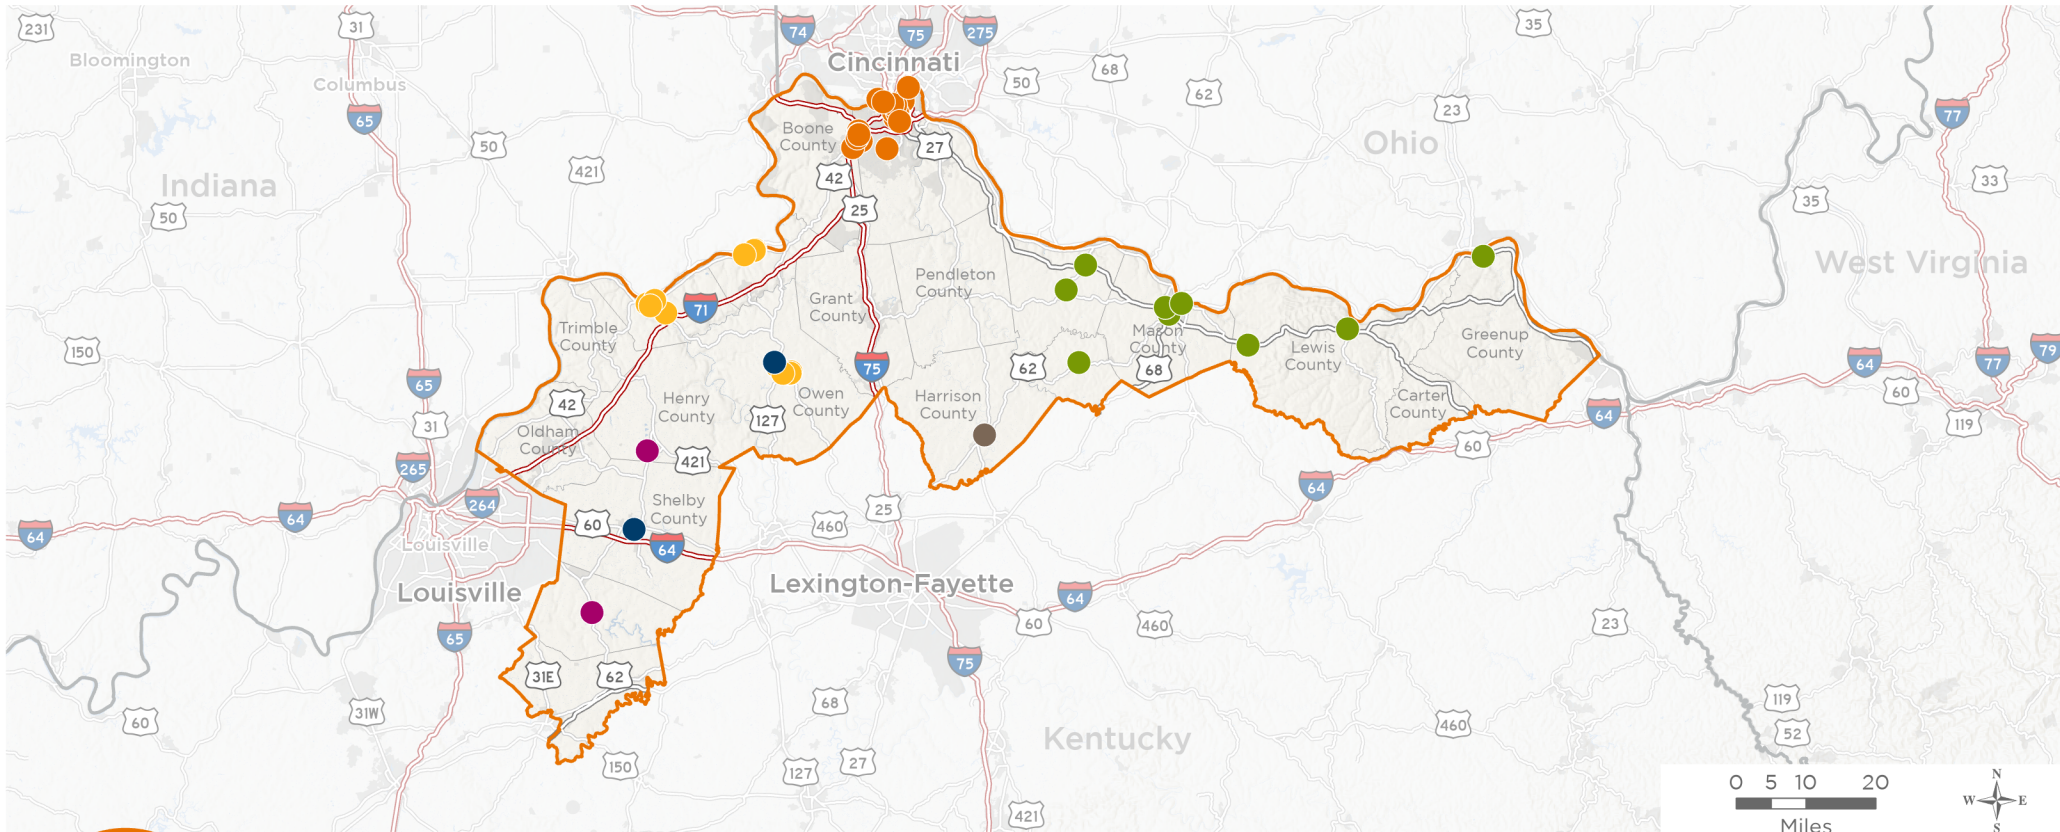 231
31
74
75
275
35
Bloomington
Cincinnati
50
68
Columbus
62
23
77
65
50
Boone
County
27
Ohio
421
Indiana
42
33
50
25
35
Pendleton
County
West Virginia
71
Grant
County
Trimble
County
Mason
County
Greenup
County
150
75
62
68
Lewis
County
64
77
79
65
60
42
Henry
County
Owen
County
Harrison
County
Carter
County
127
64
31
119
Oldham
County
421
60
265
264
Shelby
County
64
64
25
64
60
460
Louisville
64
Lexington-Fayette
Louisville
64
65
60
460
23
75
31E
62
119
31W
68
60
460
52
Kentucky
150
127
27
0 5 10 20
Miles
N
W E
S
421